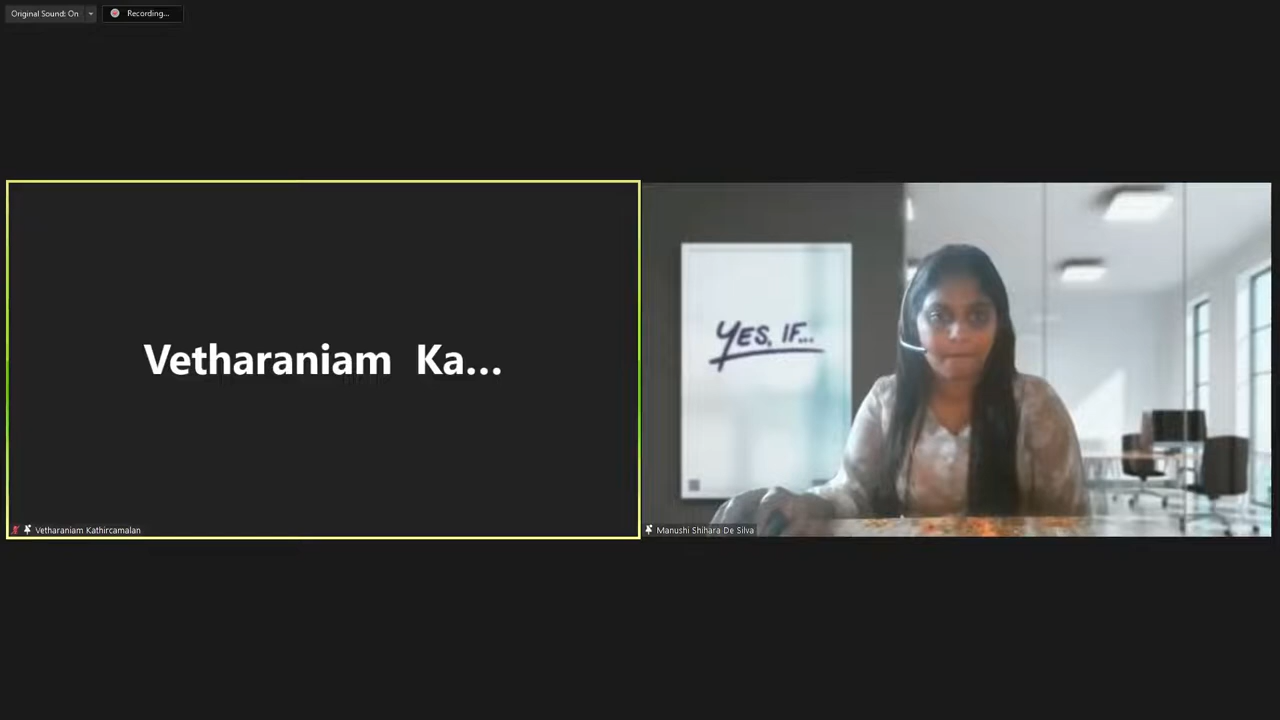 Original Sound: On
Recording...
YES, IF...
Vetharaniam Ka...
Vetharaniam Kathircamalan
Manushi Shihara De Silva